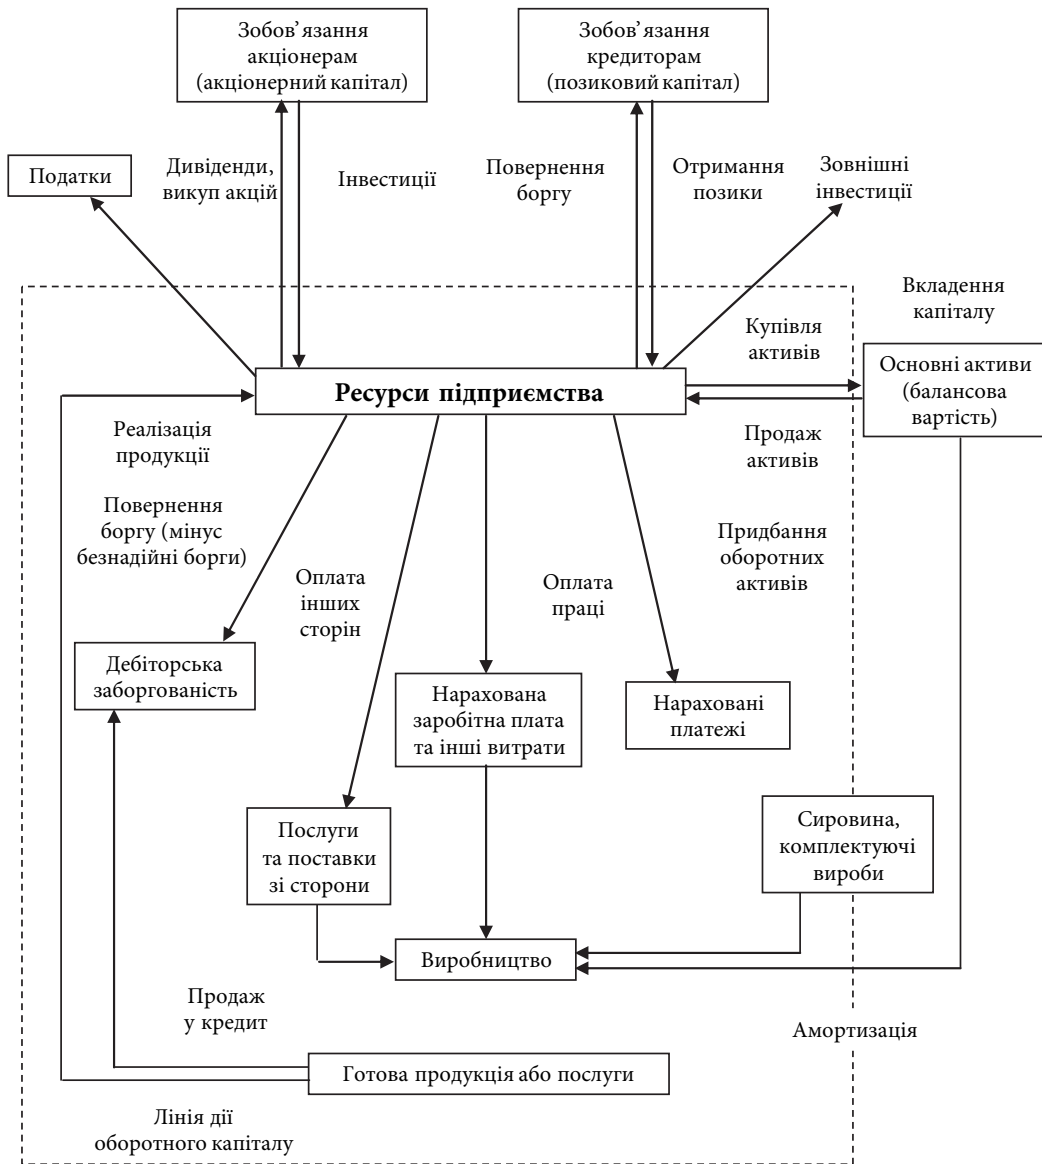 Зобов’язання
акціонерам
(акціонерний капітал)
Зобов’язання
кредиторам
(позиковий капітал)
Податки
Дивіденди,
викуп акцій
Інвестиції
Повернення
боргу
Отримання
позики
Зовнішні
інвестиції
Вкладення
капіталу
Купівля
активів
Основні активи
(балансова
вартість)
Ресурси підприємства
Реалізація
продукції
Продаж
активів
Повернення
боргу (мінус
безнадійні борги)
Оплата
інших
сторін
Оплата
праці
Придбання
оборотних
активів
Дебіторська
заборгованість
Нарахована
заробітна плата
та інші витрати
Нараховані
платежі
Послуги
та поставки
зі сторони
Сировина,
комплектуючі
вироби
Виробництво
Продаж
у кредит
Амортизація
Готова продукція або послуги
Лінія дії
оборотного капіталу